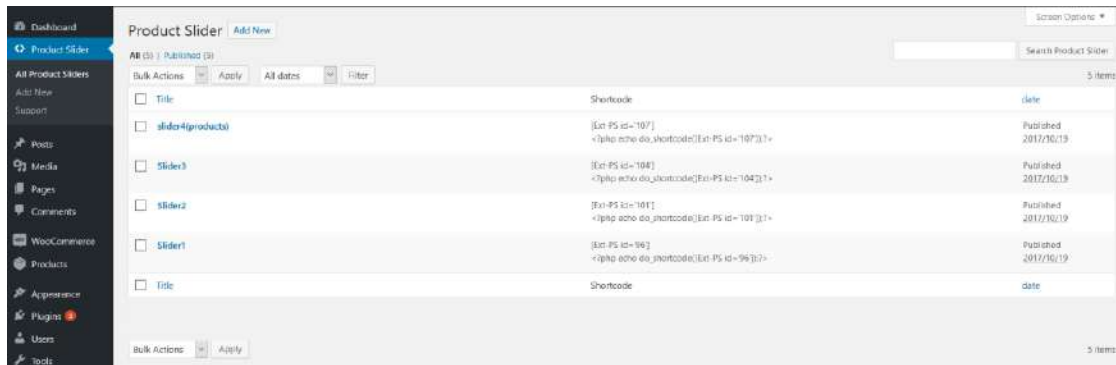 Screen Options
Dashboard
Product Slider
All Product Sliders
Add New
Support
Posts
Media
Pages
Comments
WooCommerce
Products
Appearance
Plugins
Users
Tools
Product Slider Add New
All (5) | Published (5)
Search Product Slider
Bulk Actions Apply All dates Filter
5 items
Title Shortcode date
slider4(products) [Ext-PS id='107'] Published
<?php echo do_shortcode([Ext-PS id='107']);?> 2017/10/19
Slider3 [Ext-PS id='104'] Published
<?php echo do_shortcode([Ext-PS id='104']);?> 2017/10/19
Slider2 [Ext-PS id='101'] Published
<?php echo do_shortcode([Ext-PS id='101']);?> 2017/10/19
Slider1 [Ext-PS id='96'] Published
<?php echo do_shortcode([Ext-PS id='96']);?> 2017/10/19
Title Shortcode date
Bulk Actions Apply
5 items